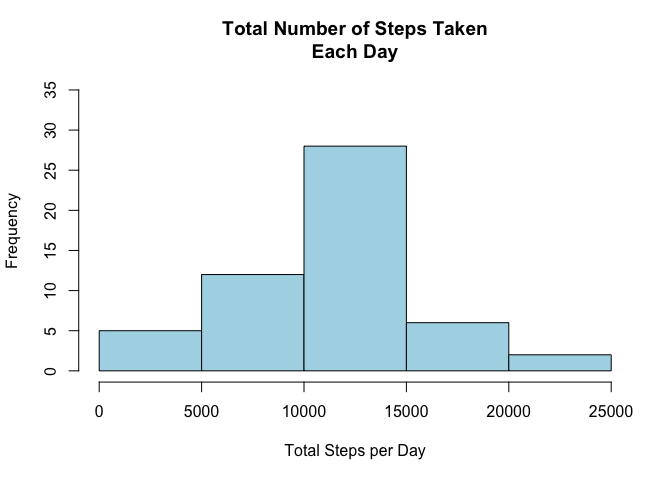 Total Number of Steps Taken
Each Day
Frequency
35
30
25
20
15
10
5
0
0 5000 10000 15000 20000 25000
Total Steps per Day